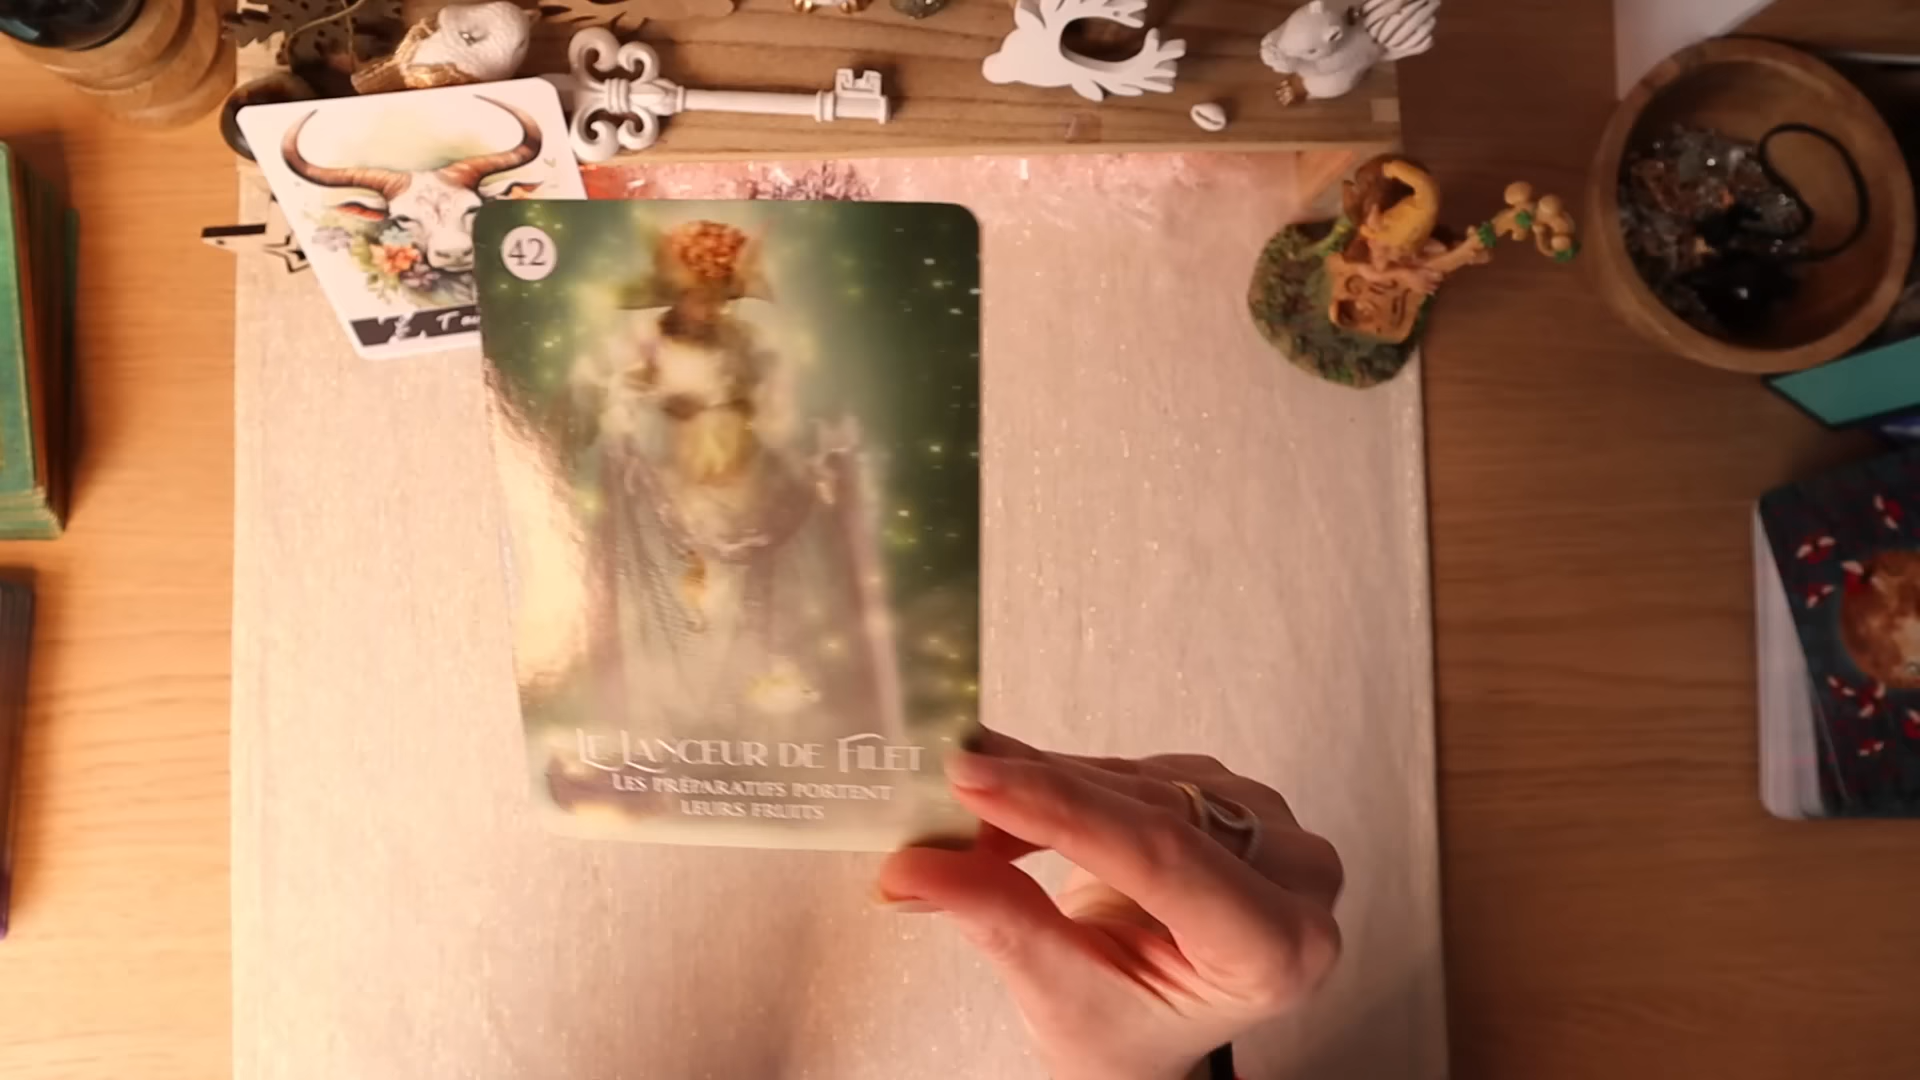 42
Le Lanceur de Filet
Les préparatifs portent
leurs fruits